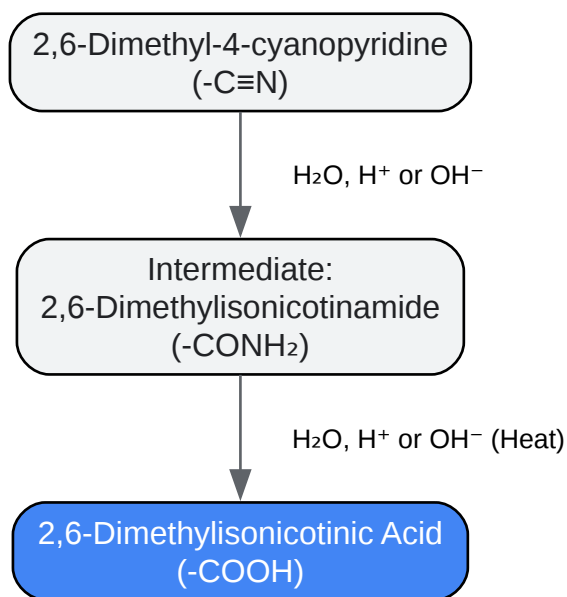 2,6-Dimethyl-4-cyanopyridine
(-C≡N)
H₂O, H⁺ or OH⁻
Intermediate:
2,6-Dimethylisonicotinamide
(-CONH₂)
H₂O, H⁺ or OH⁻ (Heat)
2,6-Dimethylisonicotinic Acid
(-COOH)